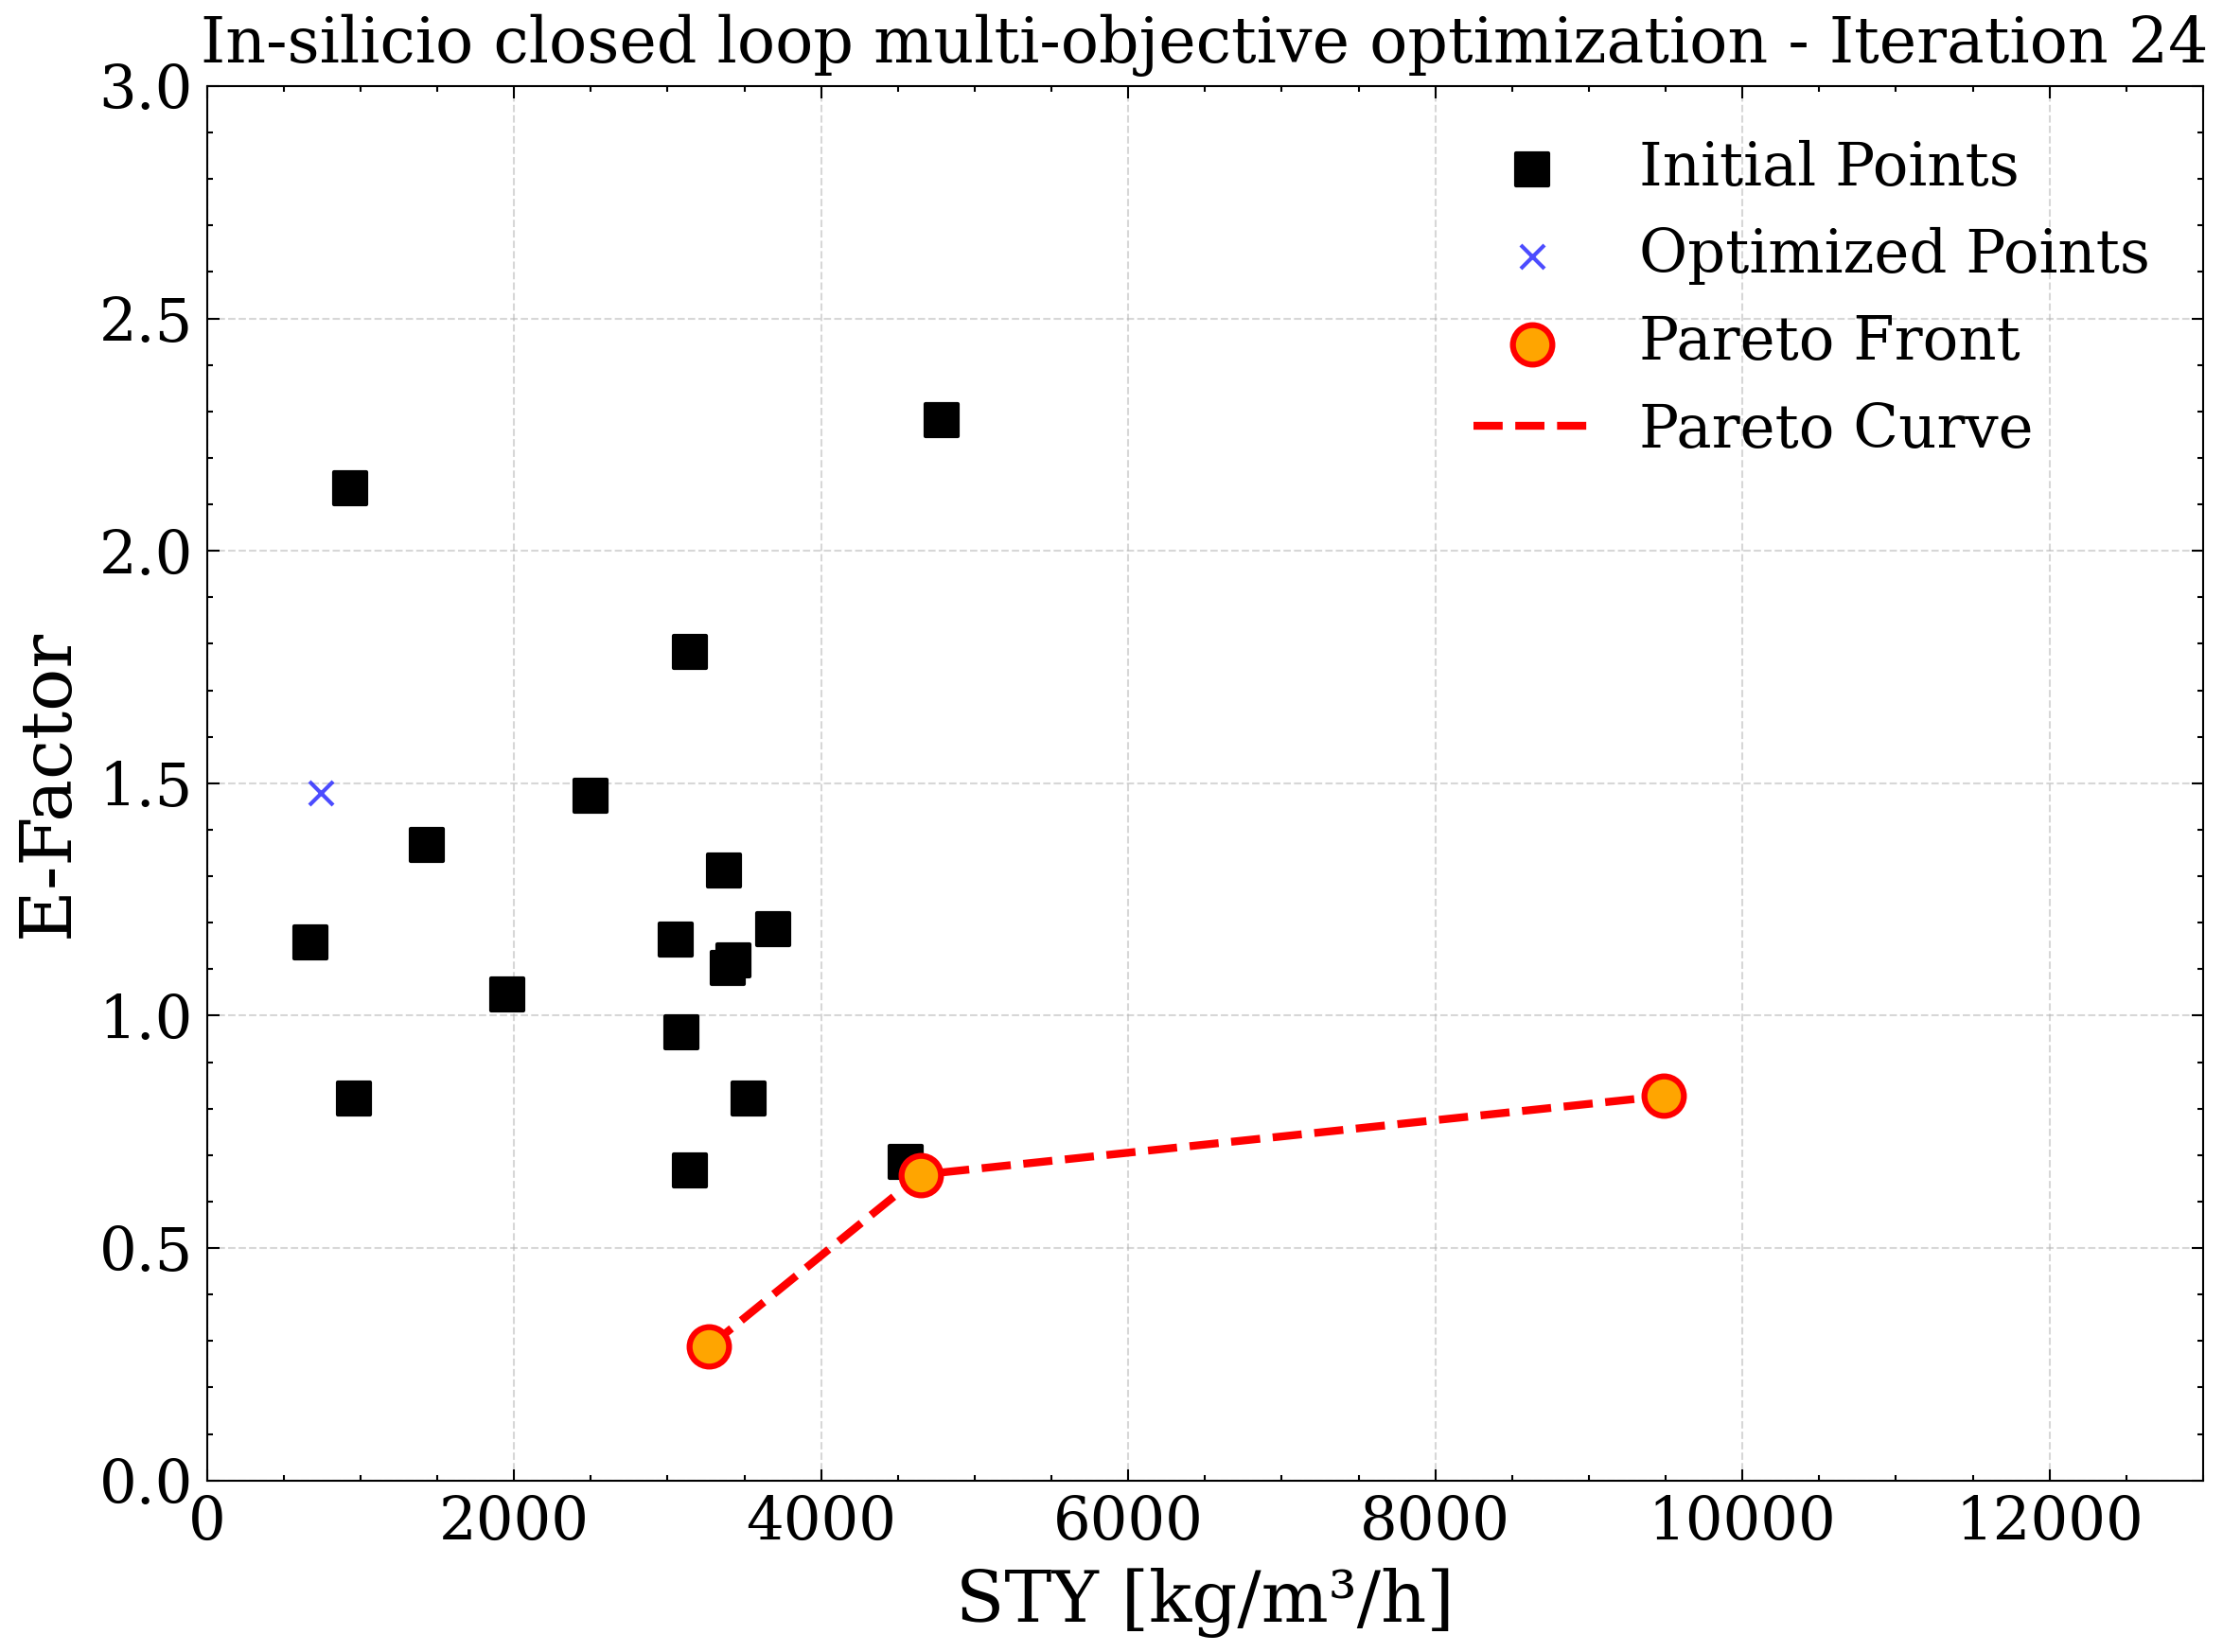 In-silicio closed loop multi-objective optimization - Iteration 24
3.0
2.5
2.0
1.5
1.0
0.5
0.0
E-Factor
Initial Points
Optimized Points
Pareto Front
Pareto Curve
0 2000 4000 6000 8000 10000 12000
STY [kg/m³/h]